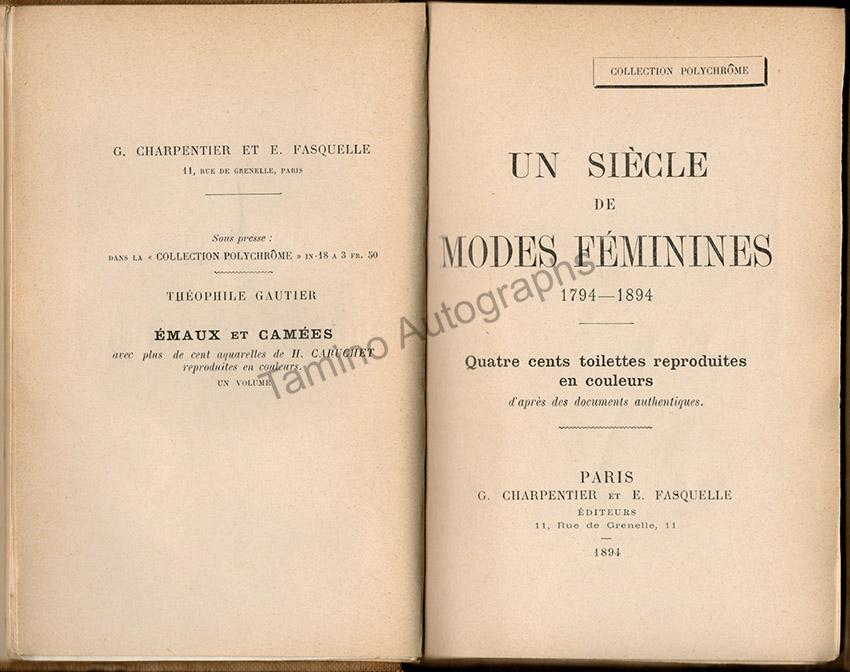 G. CHARPENTIER ET E. FASQUELLE
11, RUE DE GRENELLE, PARIS
Sous presse :
DANS LA « COLLECTION POLYCHRÔME » IN-18 A 3 FR. 50
THÉOPHILE GAUTIER
ÉMAUX ET CAMÉES
avec plus de cent aquarelles de H. CARUCHET
reproduites en couleurs.
UN VOLUME
COLLECTION POLYCHRÔME
UN SIÈCLE
DE
MODES FÉMININES
1794—1894
Quatre cents toilettes reproduites
en couleurs
d'après des documents authentiques.
PARIS
G. CHARPENTIER ET E. FASQUELLE
ÉDITEURS
11, Rue de Grenelle, 11
1894
Tamino Autographs